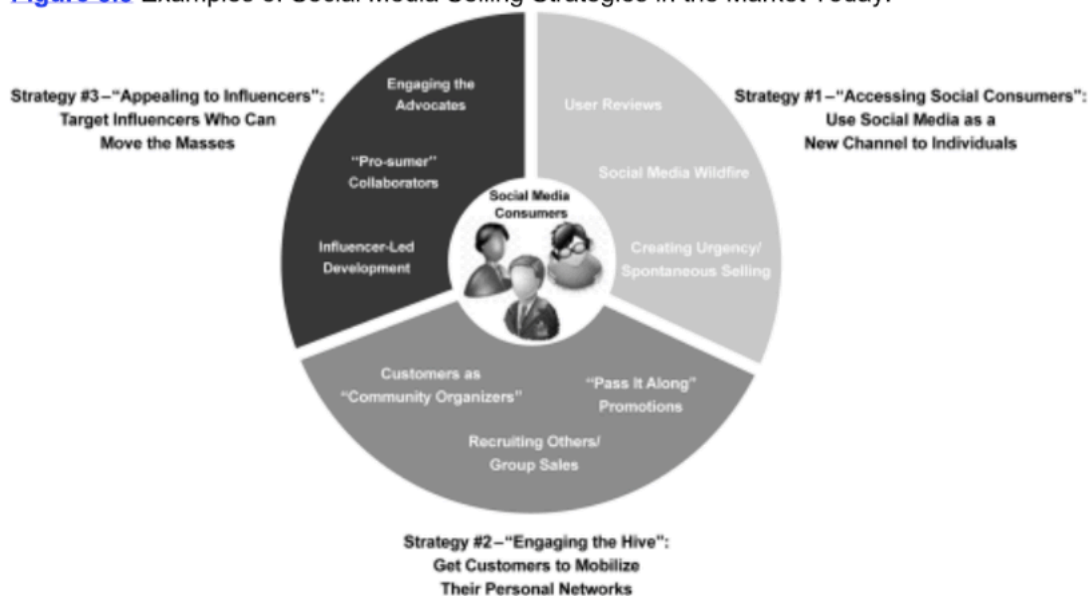 Examples of Social Media Selling Strategies in the Market Today.
Strategy #3–“Appealing to Influencers”:
Target Influencers Who Can
Move the Masses
Engaging the
Advocates
“Pro-sumer”
Collaborators
Influencer-Led
Development
Social Media
Consumers
User Reviews
Social Media Wildfire
Creating Urgency/
Spontaneous Selling
Strategy #1–“Accessing Social Consumers”:
Use Social Media as a
New Channel to Individuals
Customers as
“Community Organizers”
“Pass It Along”
Promotions
Recruiting Others/
Group Sales
Strategy #2–“Engaging the Hive”:
Get Customers to Mobilize
Their Personal Networks